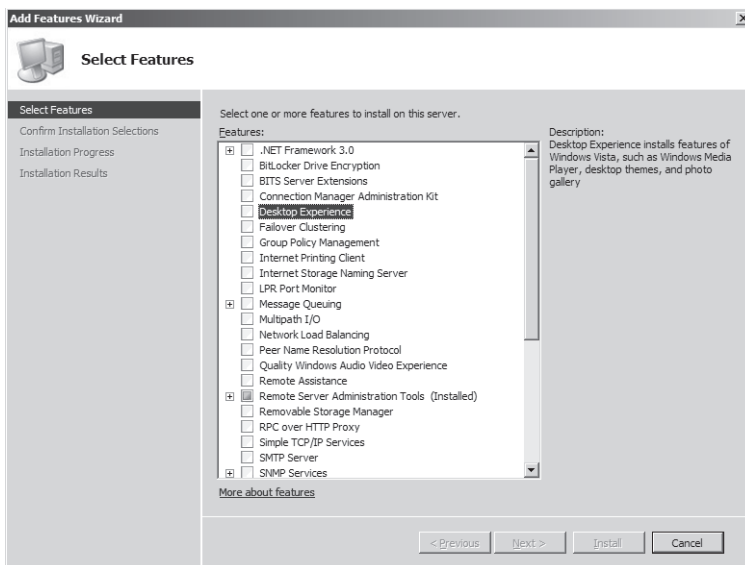 Add Features Wizard
Select Features
Select Features
Confirm Installation Selections
Installation Progress
Installation Results
Select one or more features to install on this server.
Features:
.NET Framework 3.0
BitLocker Drive Encryption
BITS Server Extensions
Connection Manager Administration Kit
Desktop Experience
Failover Clustering
Group Policy Management
Internet Printing Client
Internet Storage Naming Server
LPR Port Monitor
Message Queuing
Multipath I/O
Network Load Balancing
Peer Name Resolution Protocol
Quality Windows Audio Video Experience
Remote Assistance
Remote Server Administration Tools (Installed)
Removable Storage Manager
RPC over HTTP Proxy
Simple TCP/IP Services
SMTP Server
SNMP Services
More about features
Description:
Desktop Experience installs features of
Windows Vista, such as Windows Media
Player, desktop themes, and photo
gallery
< Previous
Next >
Install
Cancel